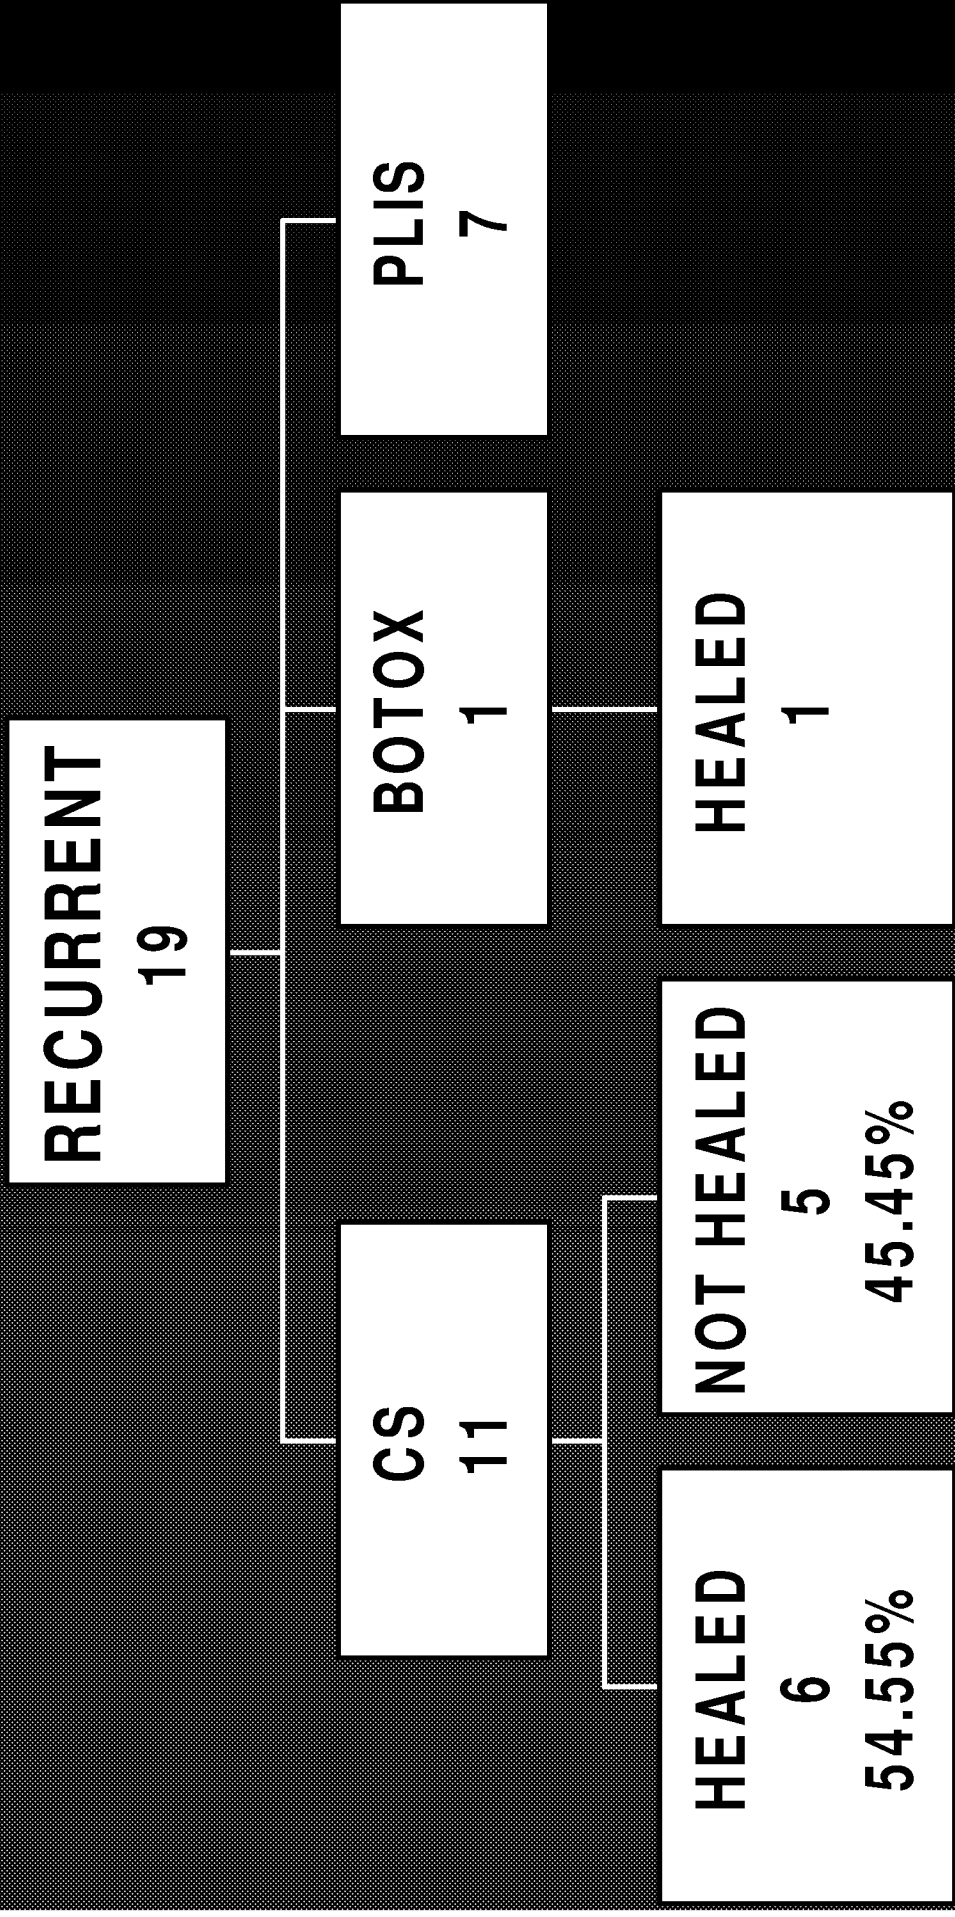 RECURRENT
19
CS
11
BOTOX
1
PLIS
7
HEALED
6
54.55%
NOT HEALED
5
45.45%
HEALED
1